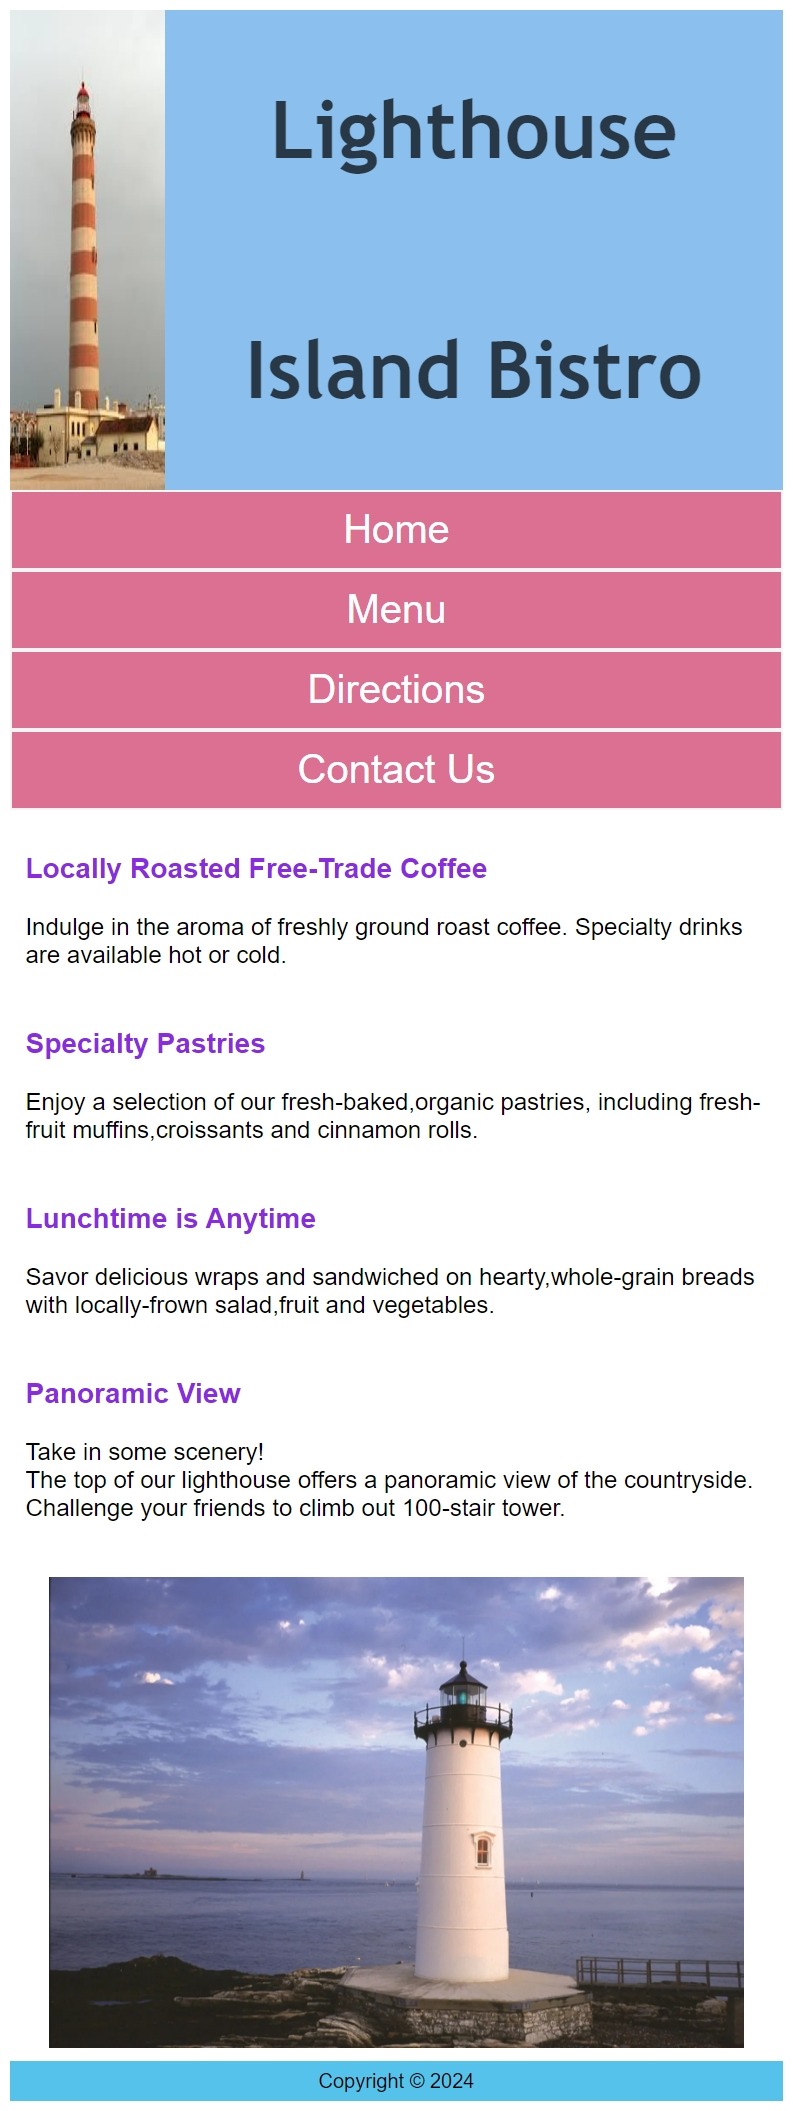 Lighthouse
Island Bistro
Home
Menu
Directions
Contact Us
Locally Roasted Free-Trade Coffee
Indulge in the aroma of freshly ground roast coffee. Specialty drinks
are available hot or cold.
Specialty Pastries
Enjoy a selection of our fresh-baked,organic pastries, including fresh-
fruit muffins,croissants and cinnamon rolls.
Lunchtime is Anytime
Savor delicious wraps and sandwiched on hearty,whole-grain breads
with locally-frown salad,fruit and vegetables.
Panoramic View
Take in some scenery!
The top of our lighthouse offers a panoramic view of the countryside.
Challenge your friends to climb out 100-stair tower.
Copyright © 2024